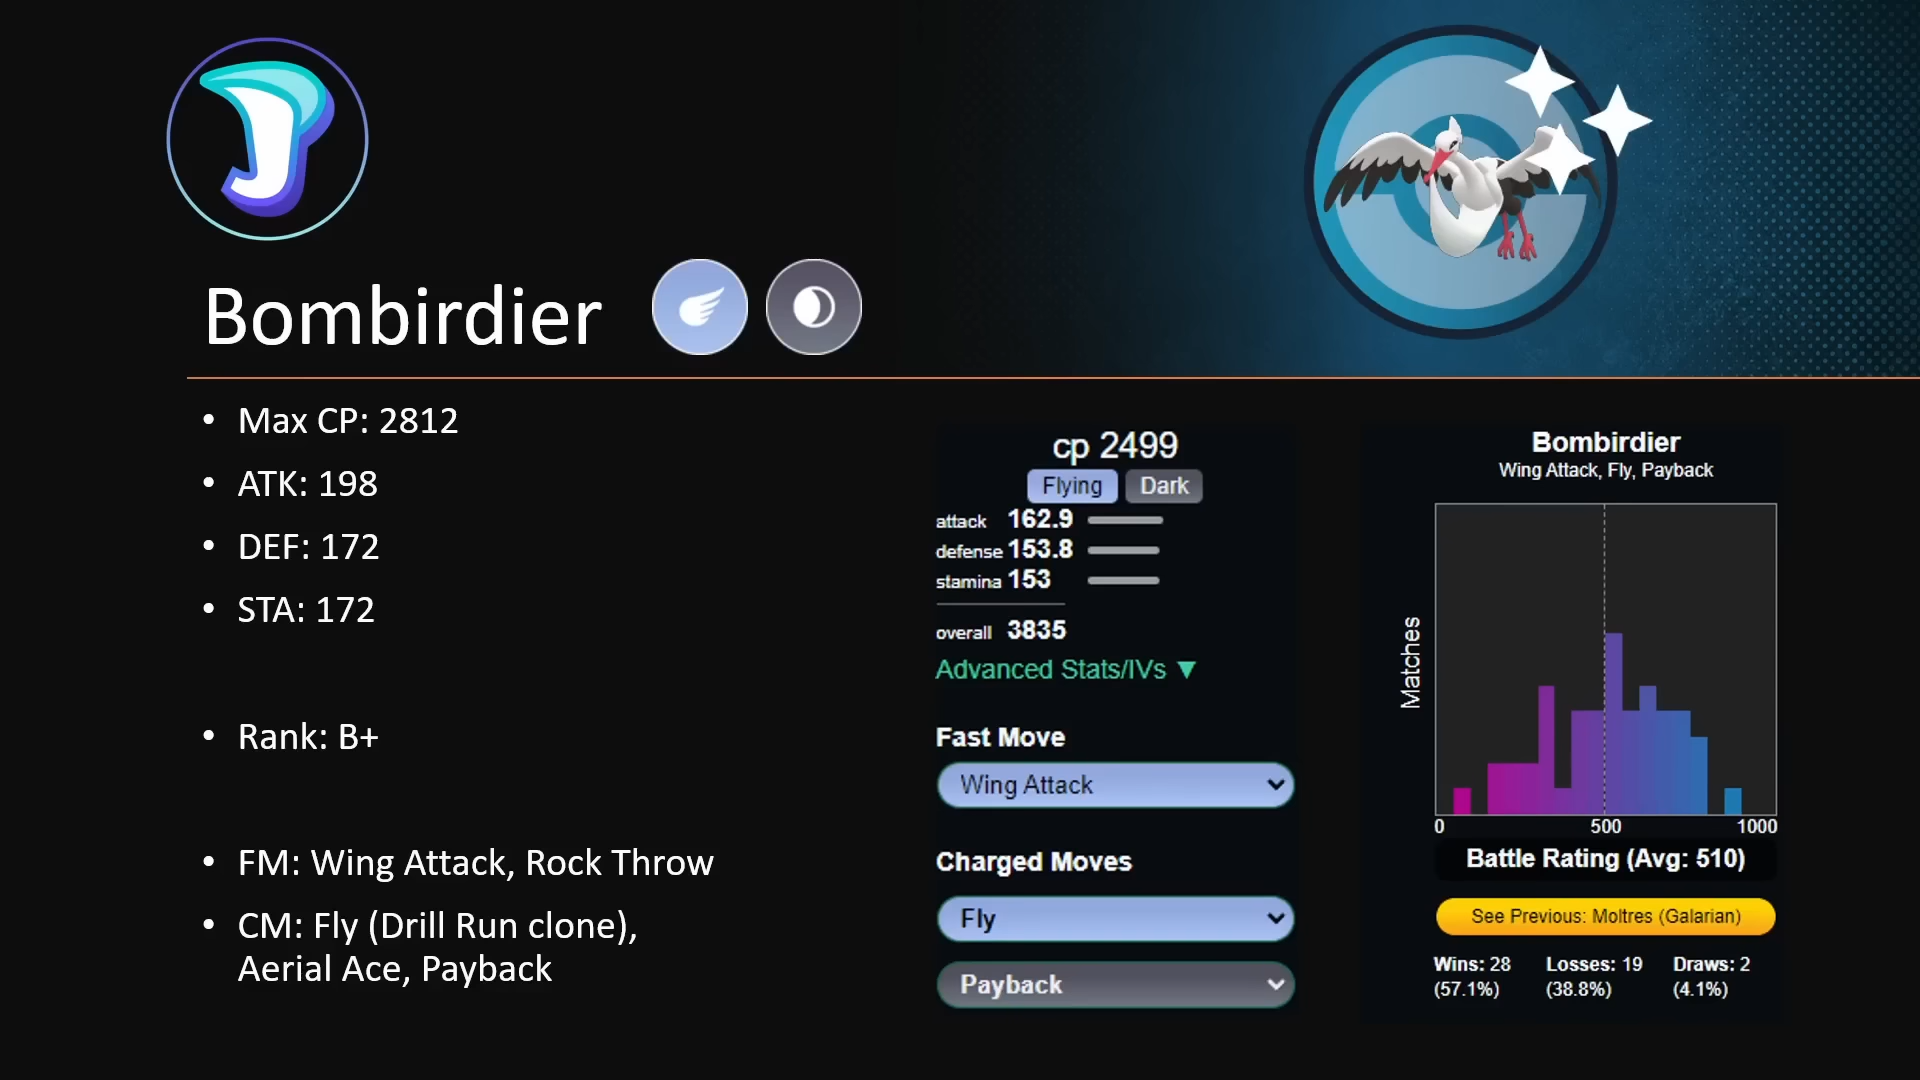 Bombirdier
• Max CP: 2812
• ATK: 198
• DEF: 172
• STA: 172
• Rank: B+
• FM: Wing Attack, Rock Throw
• CM: Fly (Drill Run clone),
Aerial Ace, Payback
cp 2499
Flying Dark
attack 162.9
defense 153.8
stamina 153
overall 3835
Advanced Stats/IVs ▼
Fast Move
Wing Attack
Charged Moves
Fly
Payback
Bombirdier
Wing Attack, Fly, Payback
Matches
0 500 1000
Battle Rating (Avg: 510)
See Previous: Moltres (Galarian)
Wins: 28 Losses: 19 Draws: 2
(57.1%) (38.8%) (4.1%)